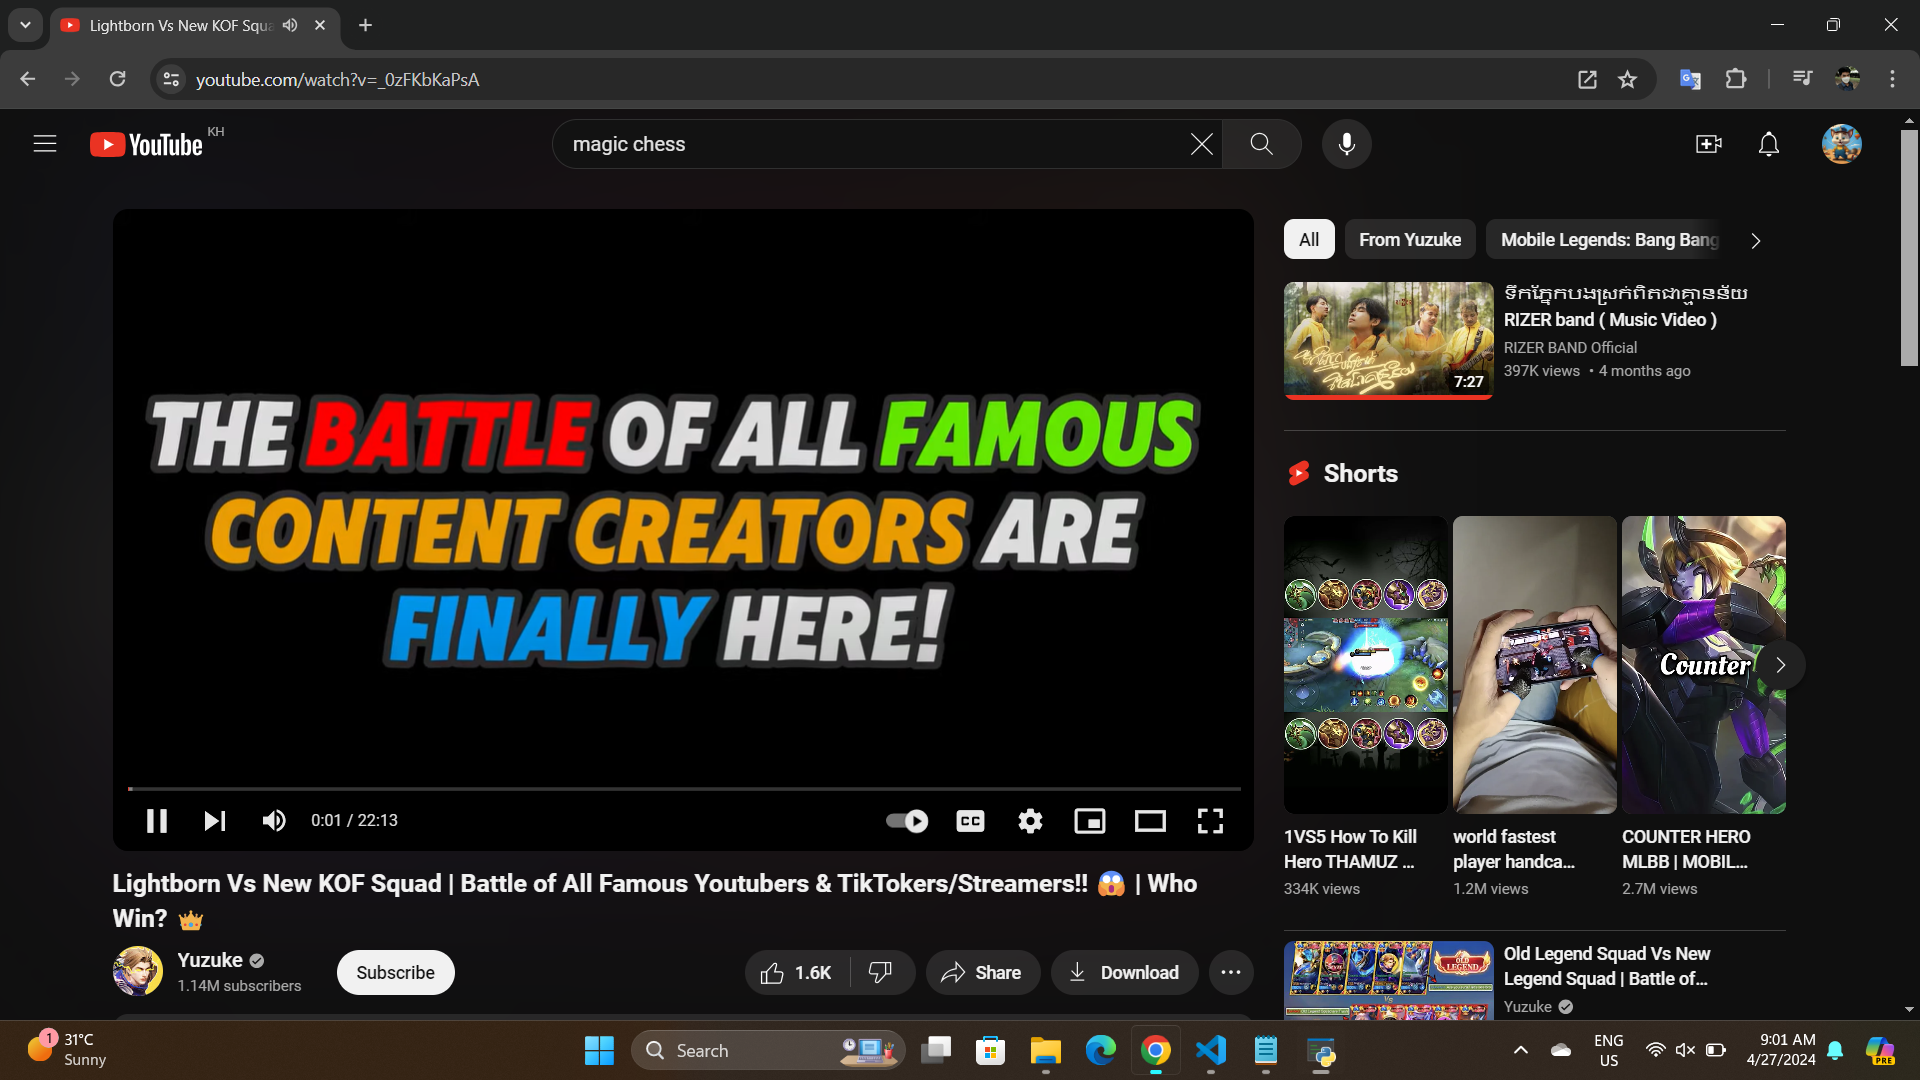 Lightborn Vs New KOF Squa
youtube.com/watch?v=_0zFKbKaPsA
YouTube KH
magic chess
THE BATTLE OF ALL FAMOUS
CONTENT CREATORS ARE
FINALLY HERE!
0:01 / 22:13
CC
Lightborn Vs New KOF Squad | Battle of All Famous Youtubers & TikTokers/Streamers!! 😱 | Who
Win? 👑
Yuzuke
1.14M subscribers
Subscribe
1.6K
Share
Download
All
From Yuzuke
Mobile Legends: Bang Bang
7:27
ទឹកភ្នែកបងស្រក់ពិតជាគ្មានន័យ
RIZER band ( Music Video )
RIZER BAND Official
397K views • 4 months ago
Shorts
Counter
1VS5 How To Kill
Hero THAMUZ ...
334K views
world fastest
player handca...
1.2M views
COUNTER HERO
MLBB | MOBIL...
2.7M views
OLD
LEGEND
Vs
Old Legend Squad Vs New
Legend Squad | Battle of...
Yuzuke
1
31°C
Sunny
Search
ENG
US
9:01 AM
4/27/2024
PRE